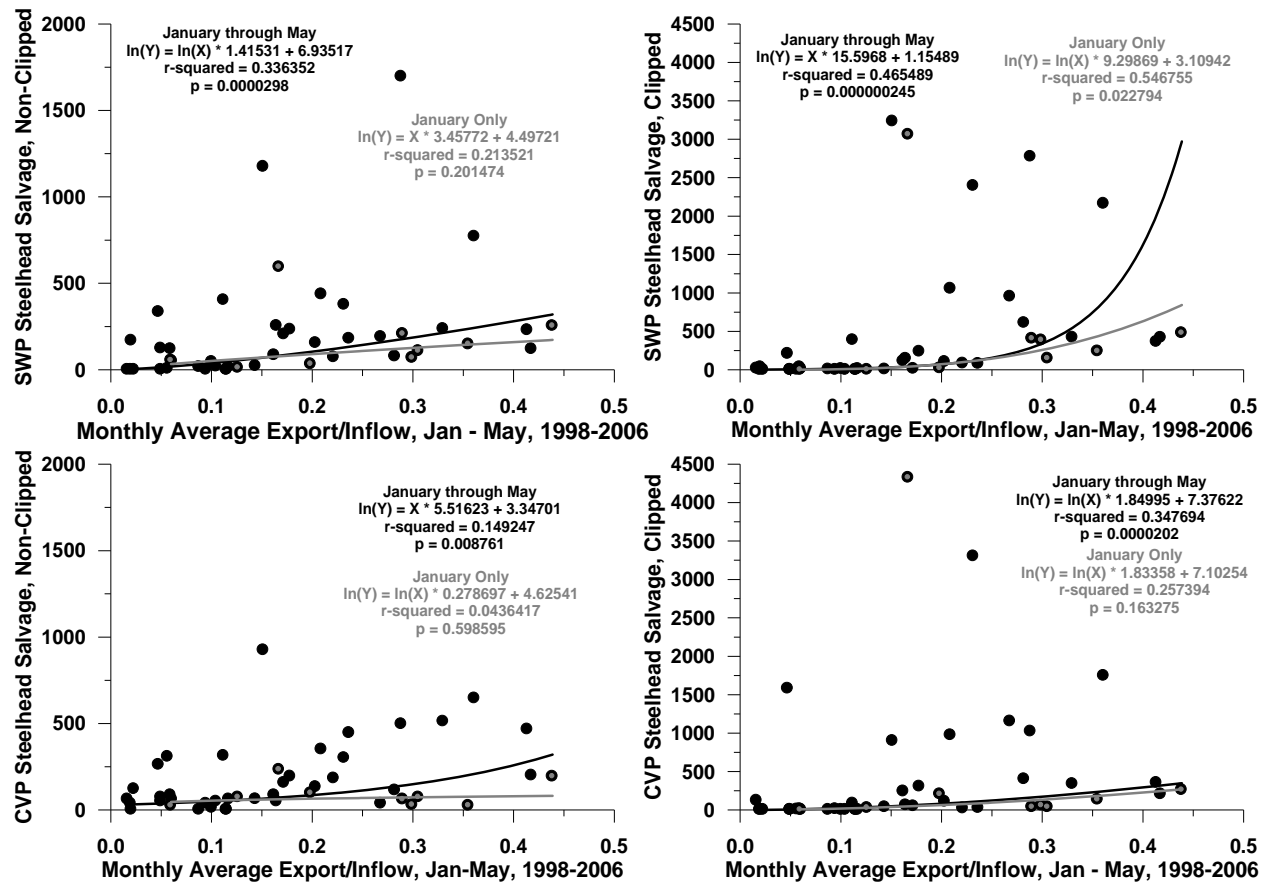 2000
1500
1000
500
0
SWP Steelhead Salvage, Non-Clipped
January through May
ln(Y) = ln(X) * 1.41531 + 6.93517
r-squared = 0.336352
p = 0.0000298
January Only
ln(Y) = X * 3.45772 + 4.49721
r-squared = 0.213521
p = 0.201474
0.0 0.1 0.2 0.3 0.4 0.5
Monthly Average Export/Inflow, Jan - May, 1998-2006
4500
4000
3500
3000
2500
2000
1500
1000
500
0
SWP Steelhead Salvage, Clipped
January through May
ln(Y) = X * 15.5968 + 1.15489
r-squared = 0.465489
p = 0.000000245
January Only
ln(Y) = ln(X) * 9.29869 + 3.10942
r-squared = 0.546755
p = 0.022794
0.0 0.1 0.2 0.3 0.4 0.5
Monthly Average Export/Inflow, Jan-May, 1998-2006
2000
1500
1000
500
0
CVP Steelhead Salvage, Non-Clipped
January through May
ln(Y) = X * 5.51623 + 3.34701
r-squared = 0.149247
p = 0.008761
January Only
ln(Y) = ln(X) * 0.278697 + 4.62541
r-squared = 0.0436417
p = 0.598595
0.0 0.1 0.2 0.3 0.4 0.5
Monthly Average Export/Inflow, Jan-May, 1998-2006
4500
4000
3500
3000
2500
2000
1500
1000
500
0
CVP Steelhead Salvage, Clipped
January through May
ln(Y) = ln(X) * 1.84995 + 7.37622
r-squared = 0.347694
p = 0.0000202
January Only
ln(Y) = ln(X) * 1.83358 + 7.10254
r-squared = 0.257394
p = 0.163275
0.0 0.1 0.2 0.3 0.4 0.5
Monthly Average Export/Inflow, Jan - May, 1998-2006